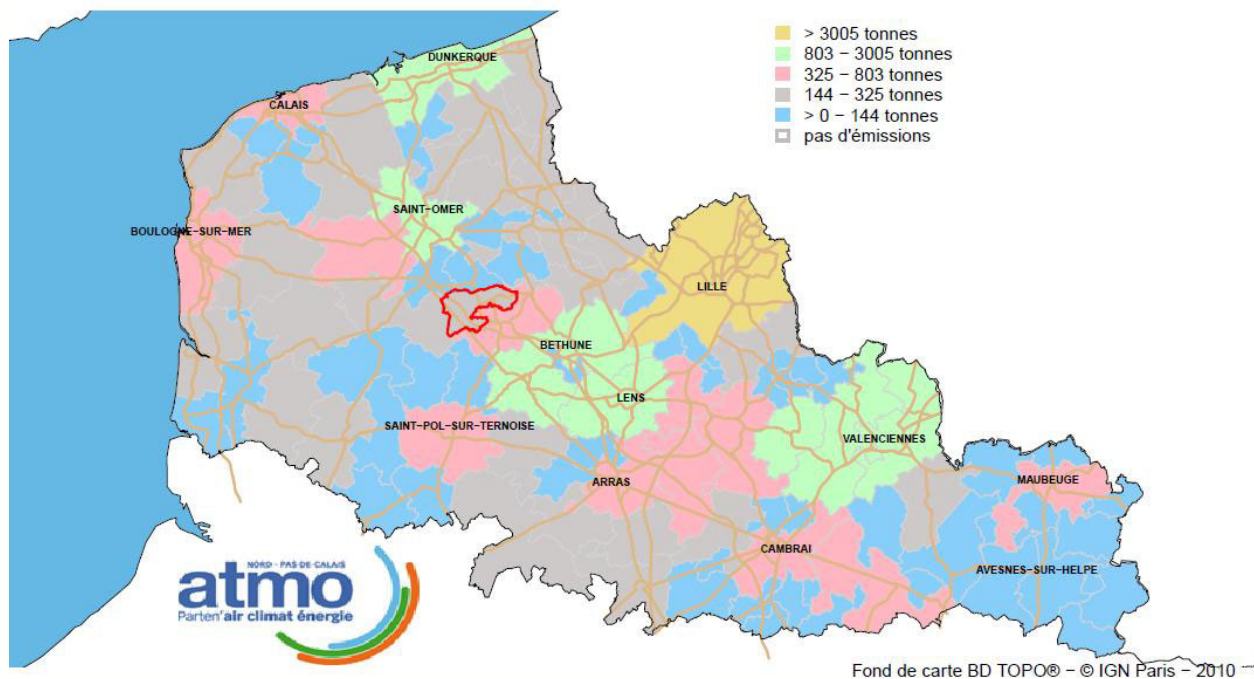 > 3005 tonnes
803 − 3005 tonnes
325 − 803 tonnes
144 − 325 tonnes
> 0 − 144 tonnes
pas d'émissions
DUNKERQUE
CALAIS
SAINT−OMER
BOULOGNE−SUR−MER
LILLE
BETHUNE
LENS
SAINT−POL−SUR−TERNOISE
VALENCIENNES
ARRAS
MAUBEUGE
CAMBRAI
AVESNES−SUR−HELPE
NORD - PAS-DE-CALAIS
atmo
Parten'air climat énergie
Fond de carte BD TOPO® − © IGN Paris − 2010